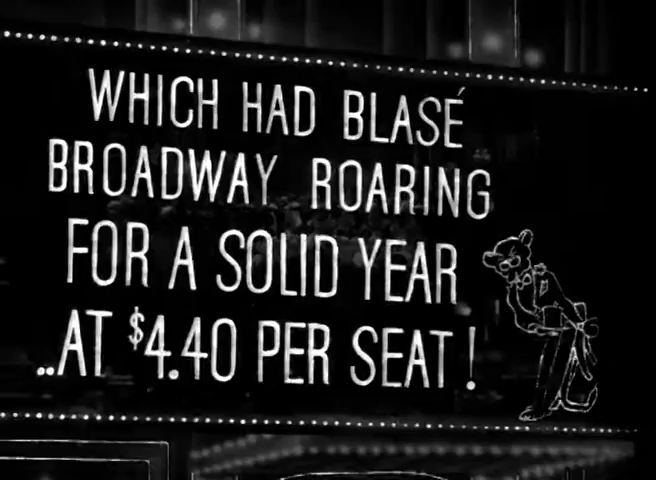 WHICH HAD BLASÉ
BROADWAY ROARING
FOR A SOLID YEAR
..AT $4.40 PER SEAT!